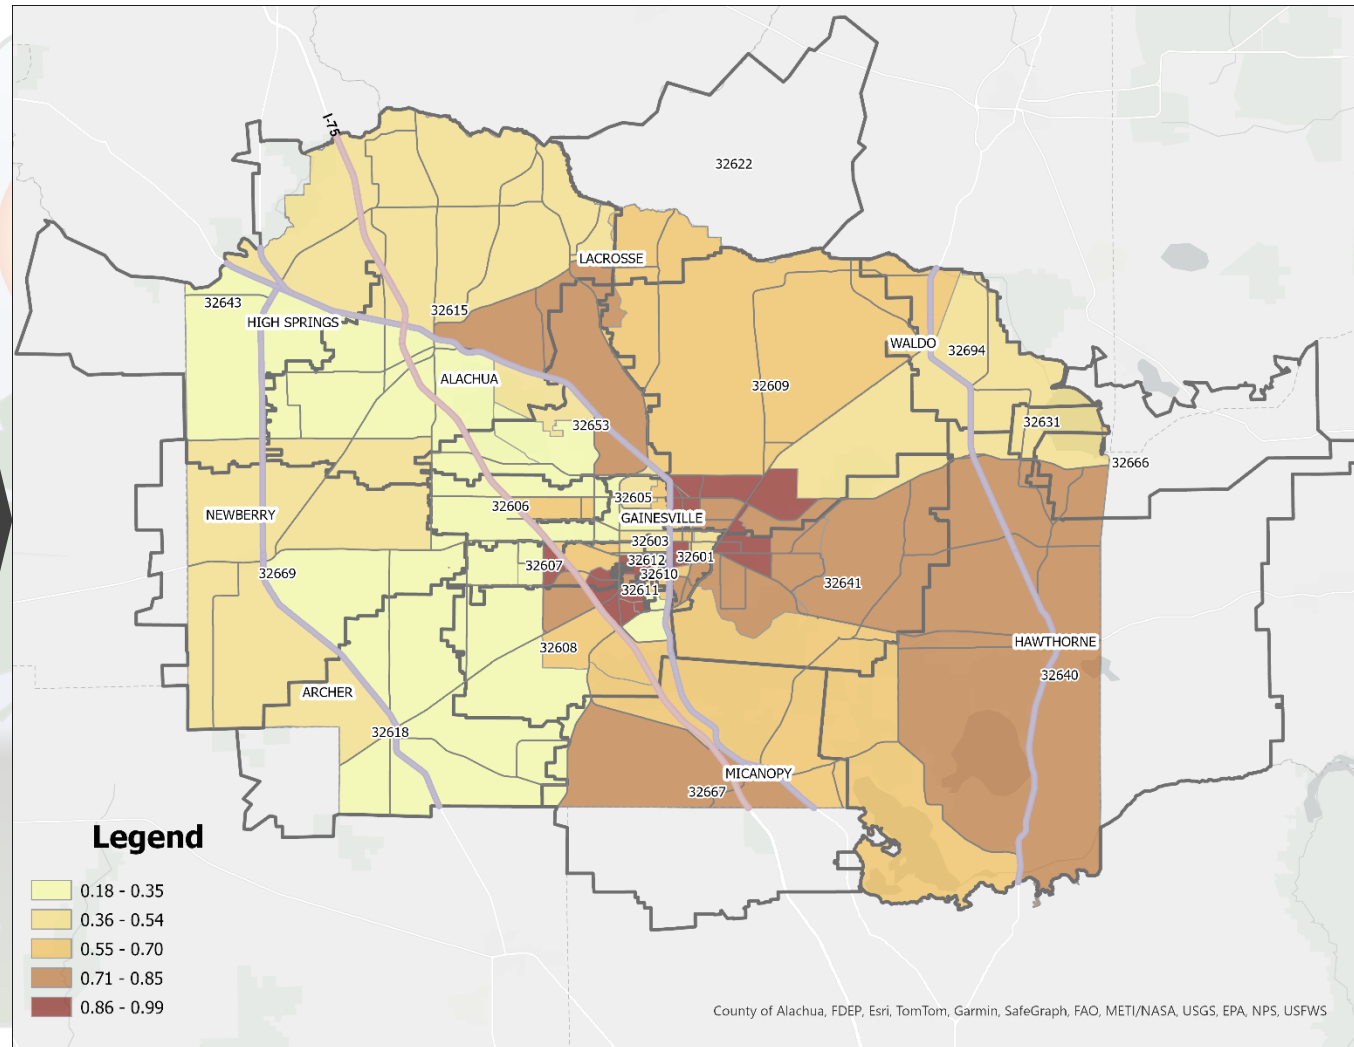 I-75
32622
LACROSSE
32643
HIGH SPRINGS
32615
WALDO
32694
ALACHUA
32609
32653
32631
32666
32605
32606
NEWBERRY
GAINESVILLE
32603
32601
32612
32607
32610
32669
32611
32641
HAWTHORNE
32608
32640
ARCHER
32618
MICANOPY
32667
Legend
0.18 - 0.35
0.36 - 0.54
0.55 - 0.70
0.71 - 0.85
0.86 - 0.99
County of Alachua, FDEP, Esri, TomTom, Garmin, SafeGraph, FAO, METI/NASA, USGS, EPA, NPS, USFWS